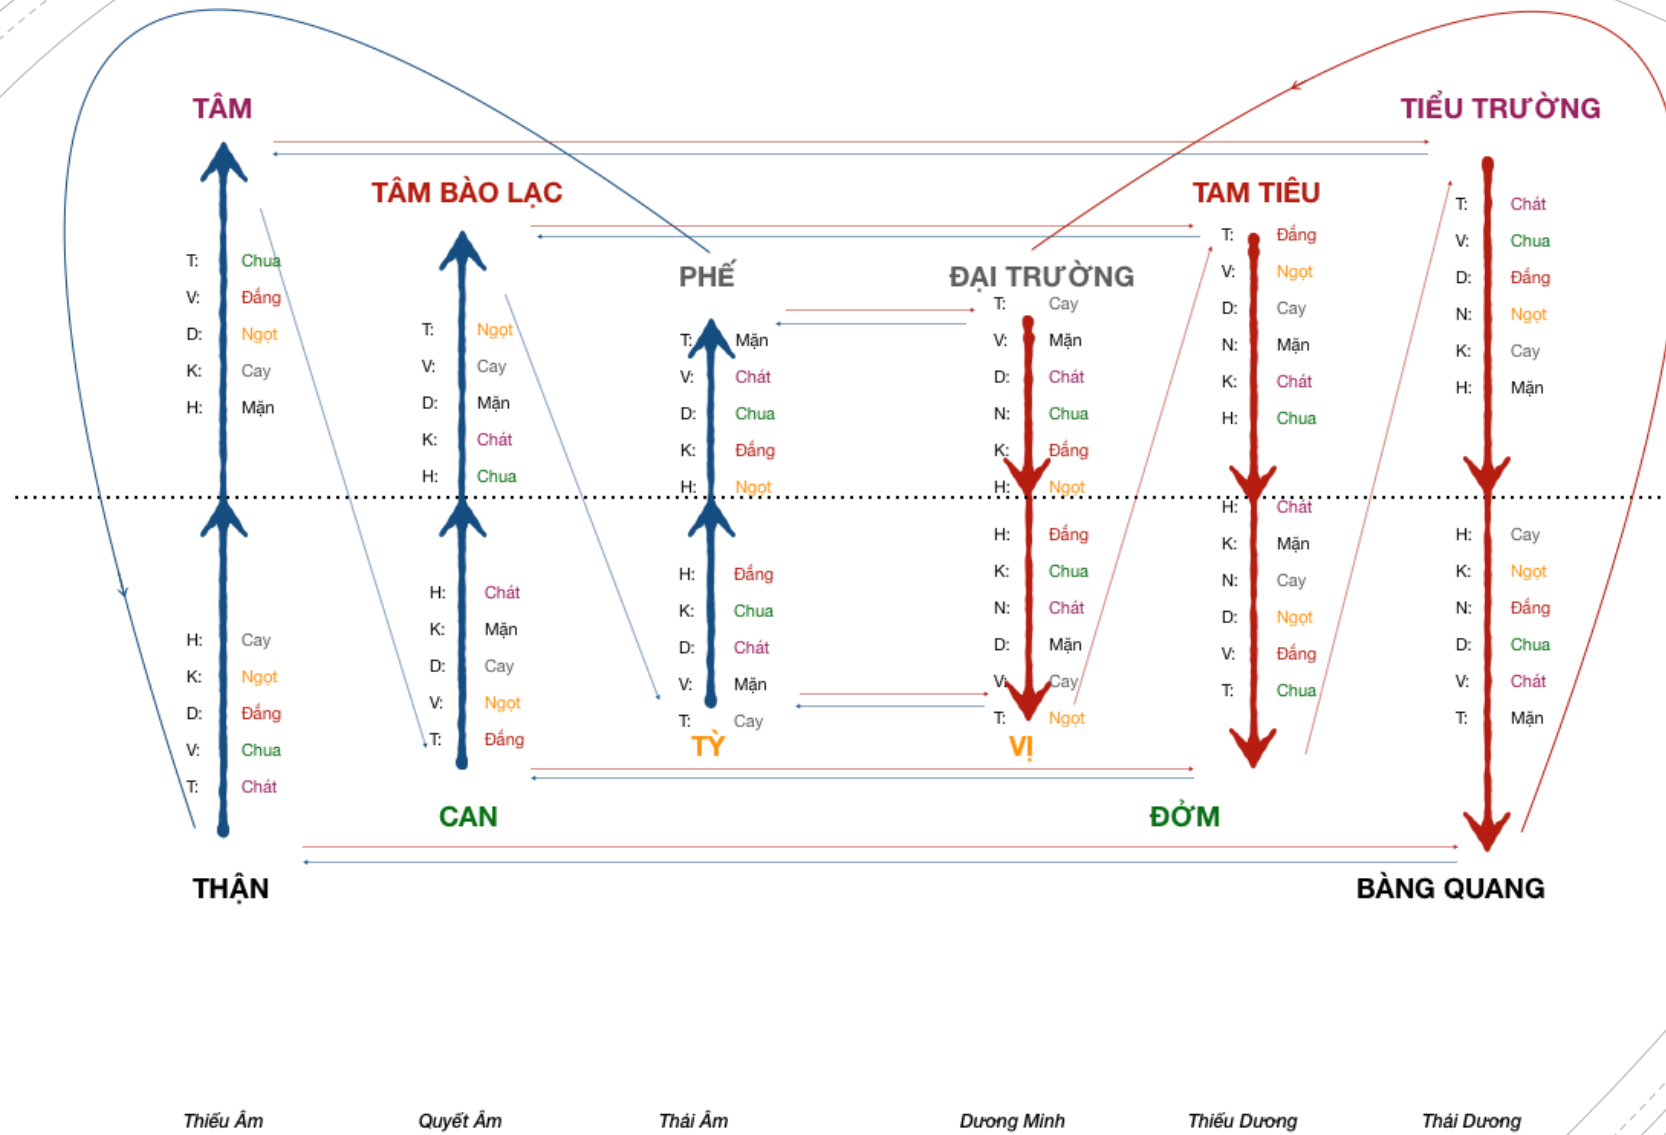 TÂM
T: Chua
V: Đắng
D: Ngọt
K: Cay
H: Mặn
H: Cay
K: Ngọt
D: Đắng
V: Chua
T: Chát
THẬN
Thiếu Âm
TÂM BÀO LẠC
T: Ngọt
V: Cay
D: Mặn
K: Chát
H: Chua
H: Chát
K: Mặn
D: Cay
V: Ngọt
T: Đắng
CAN
Quyết Âm
PHẾ
T: Mặn
V: Chát
D: Chua
K: Đắng
H: Ngọt
H: Đắng
K: Chua
D: Chát
V: Mặn
T: Cay
TỲ
Thái Âm
ĐẠI TRƯỜNG
T: Cay
V: Mặn
D: Chát
N: Chua
K: Đắng
H: Ngọt
H: Đắng
K: Chua
N: Chát
D: Mặn
V: Cay
T: Ngọt
VỊ
Dương Minh
TAM TIÊU
T: Đắng
V: Ngọt
D: Cay
N: Mặn
K: Chát
H: Chua
H: Chát
K: Mặn
N: Cay
D: Ngọt
V: Đắng
T: Chua
ĐỞM
Thiếu Dương
TIỂU TRƯỜNG
T: Chát
V: Chua
D: Đắng
N: Ngọt
K: Cay
H: Mặn
H: Cay
K: Ngọt
N: Đắng
D: Chua
V: Chát
T: Mặn
BÀNG QUANG
Thái Dương